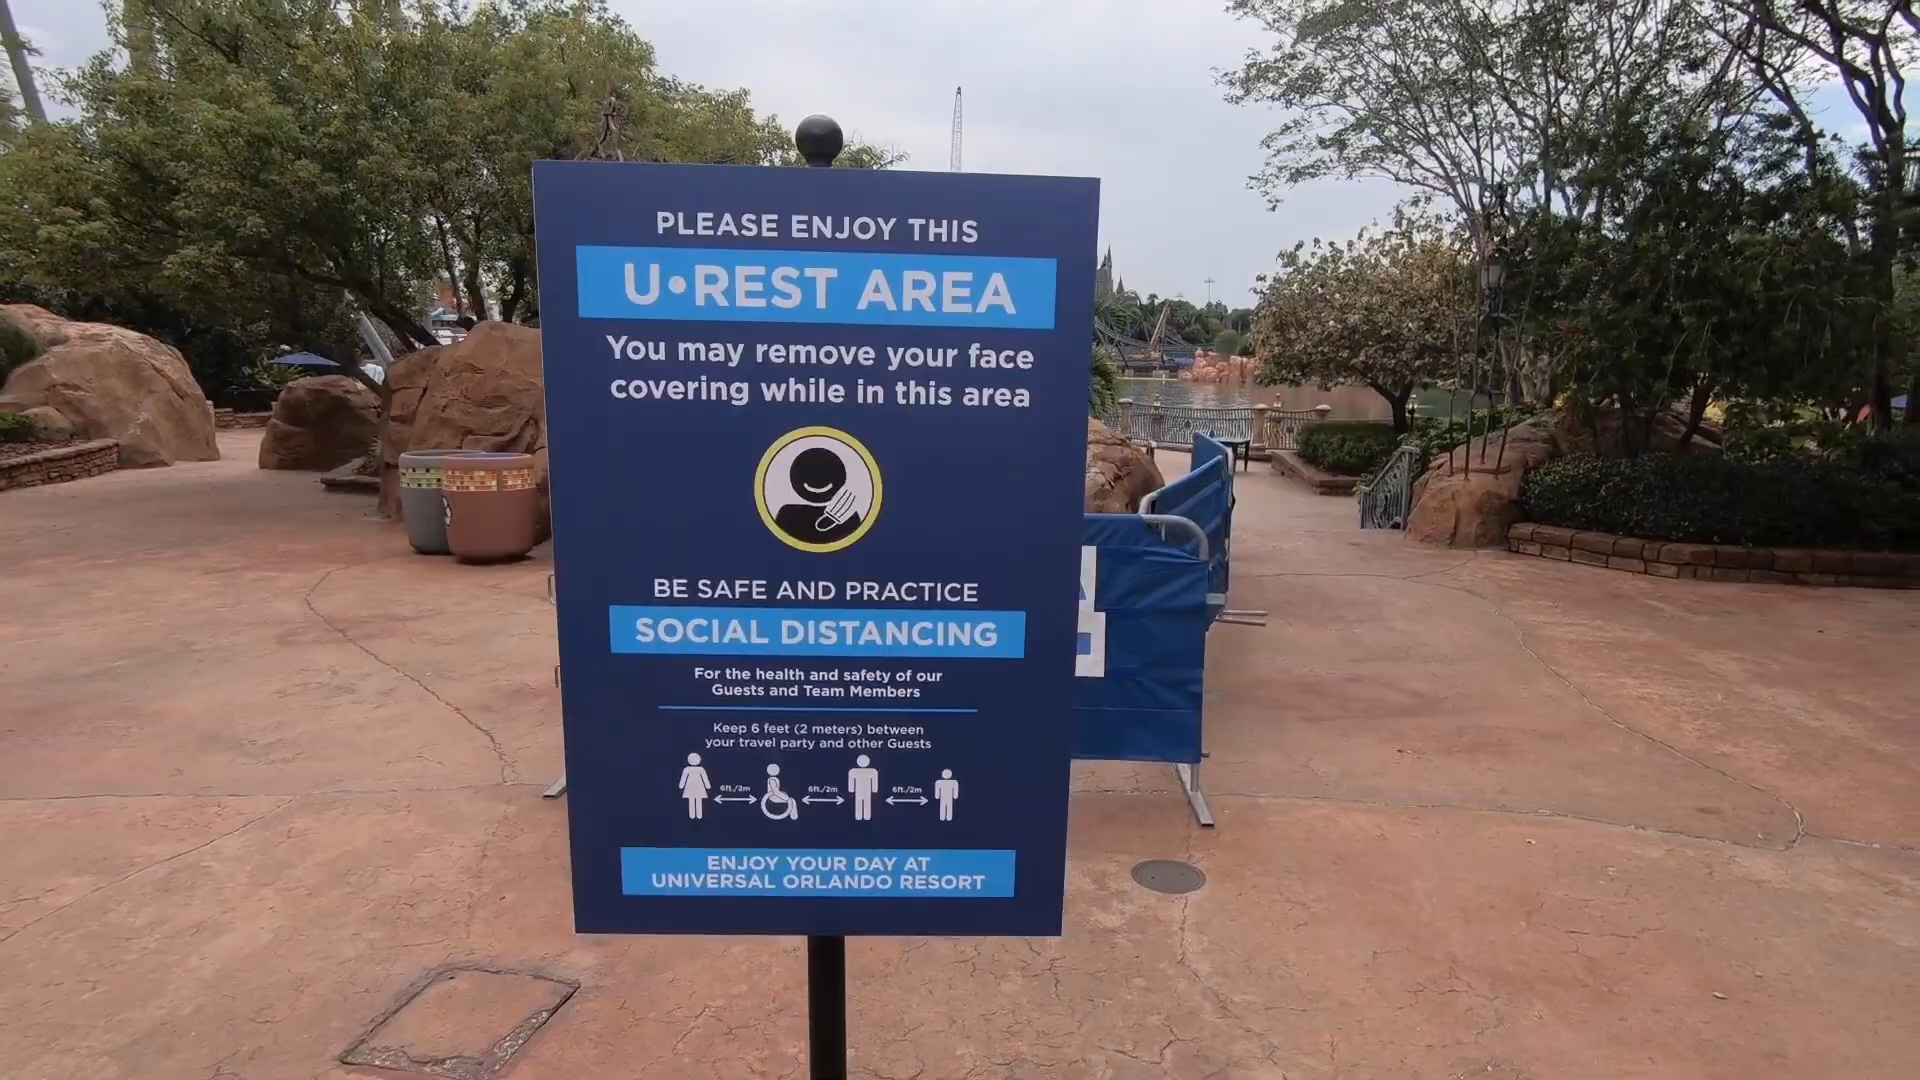 PLEASE ENJOY THIS
U•REST AREA
You may remove your face
covering while in this area
BE SAFE AND PRACTICE
SOCIAL DISTANCING
For the health and safety of our
Guests and Team Members
Keep 6 feet (2 meters) between
your travel party and other Guests
6ft./2m 6ft./2m 6ft./2m
ENJOY YOUR DAY AT
UNIVERSAL ORLANDO RESORT